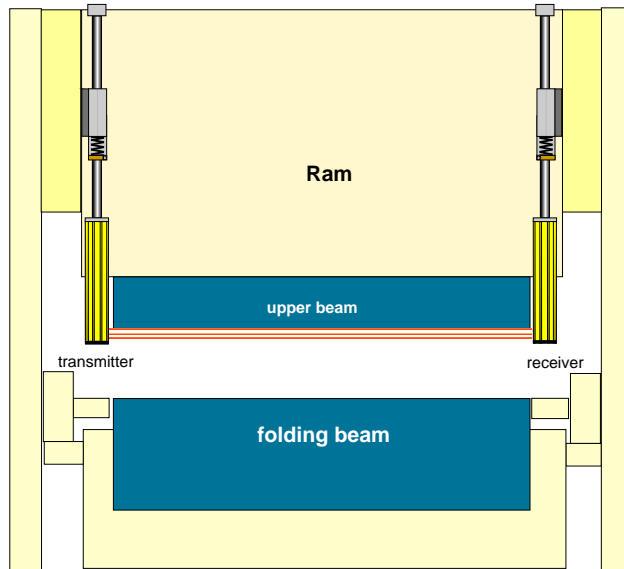 Ram
upper beam
transmitter
receiver
folding beam